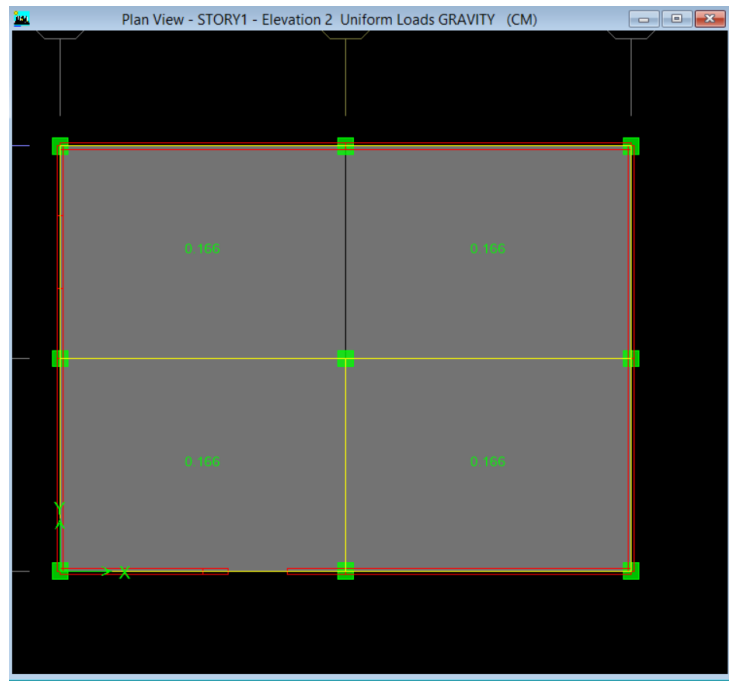 Plan View - STORY1 - Elevation 2 Uniform Loads GRAVITY (CM)
0.166 0.166
0.166 0.166
Y
X